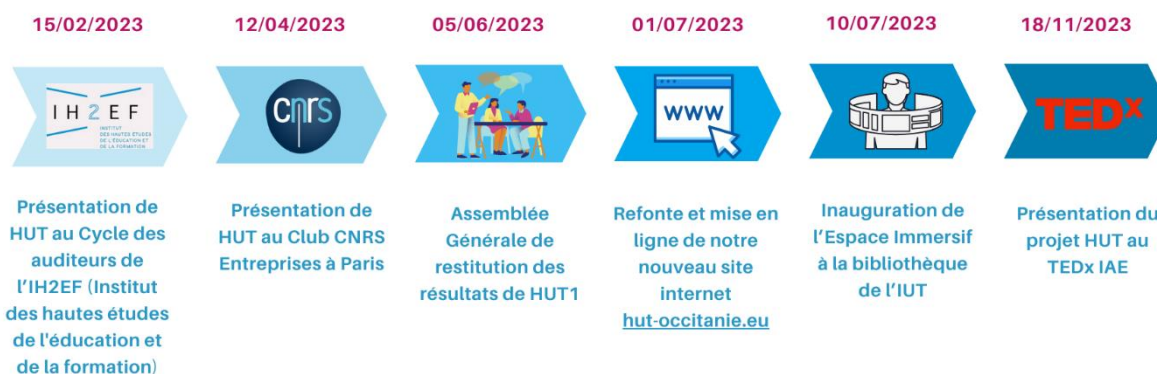 15/02/2023
12/04/2023
05/06/2023
01/07/2023
10/07/2023
18/11/2023
IH2EF
INSTITUT
DES HAUTES ÉTUDES
DE L'ÉDUCATION ET
DE LA FORMATION
cnrs
WWW
TEDx
Présentation de
HUT au Cycle des
auditeurs de
l'IH2EF (Institut
des hautes études
de l'éducation et
de la formation)
Présentation de
HUT au Club CNRS
Entreprises à Paris
Assemblée
Générale de
restitution des
résultats de HUT1
Refonte et mise en
ligne de notre
nouveau site
internet
hut-occitanie.eu
Inauguration de
l'Espace Immersif
à la bibliothèque
de l'IUT
Présentation du
projet HUT au
TEDx IAE